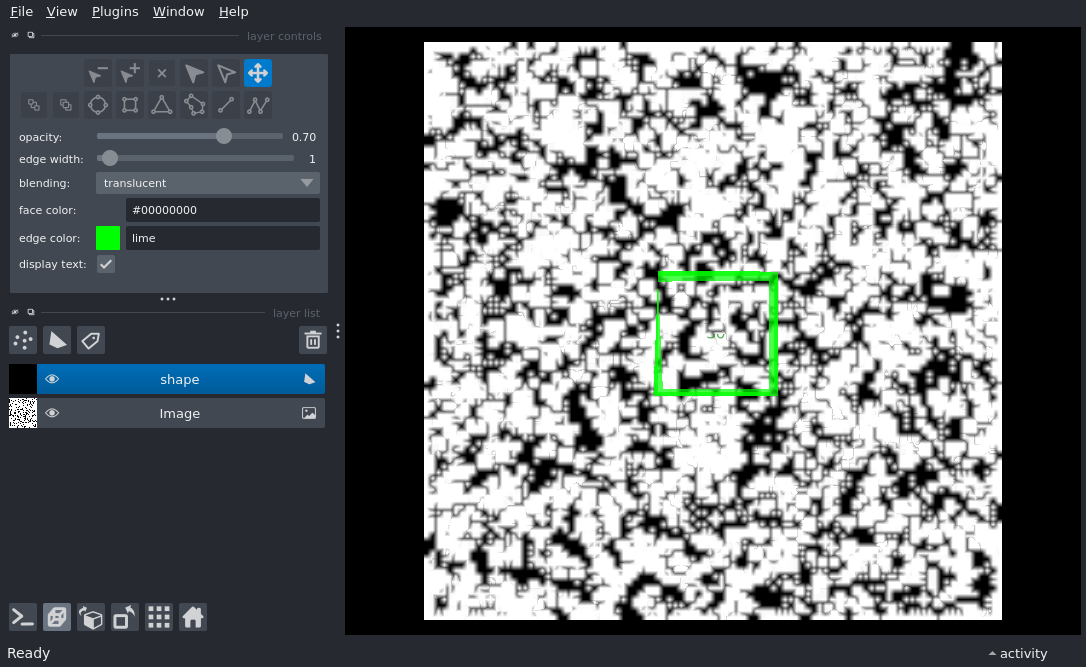 File View Plugins Window Help
layer controls
opacity: 0.70
edge width: 1
blending: translucent
face color: #00000000
edge color: lime
display text:
layer list
shape
Image
Ready
activity